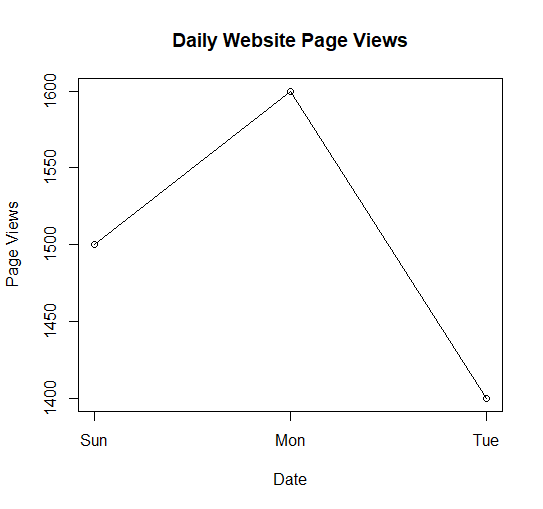 Daily Website Page Views
Page Views
1600
1550
1500
1450
1400
Sun Mon Tue
Date